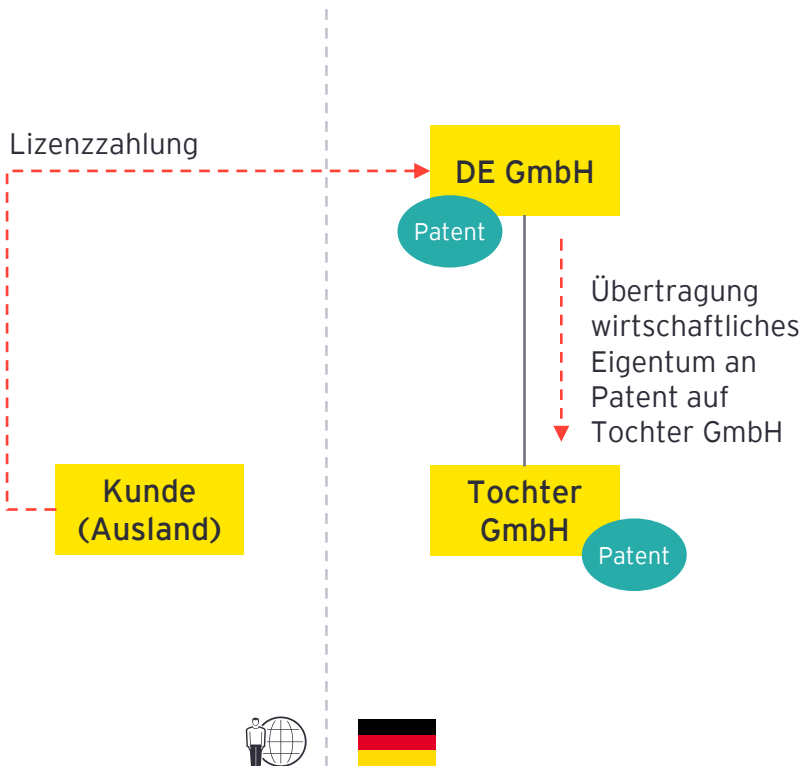 Lizenzzahlung
DE GmbH
Patent
Übertragung
wirtschaftliches
Eigentum an
Patent auf
Tochter GmbH
Kunde
(Ausland)
Tochter
GmbH
Patent